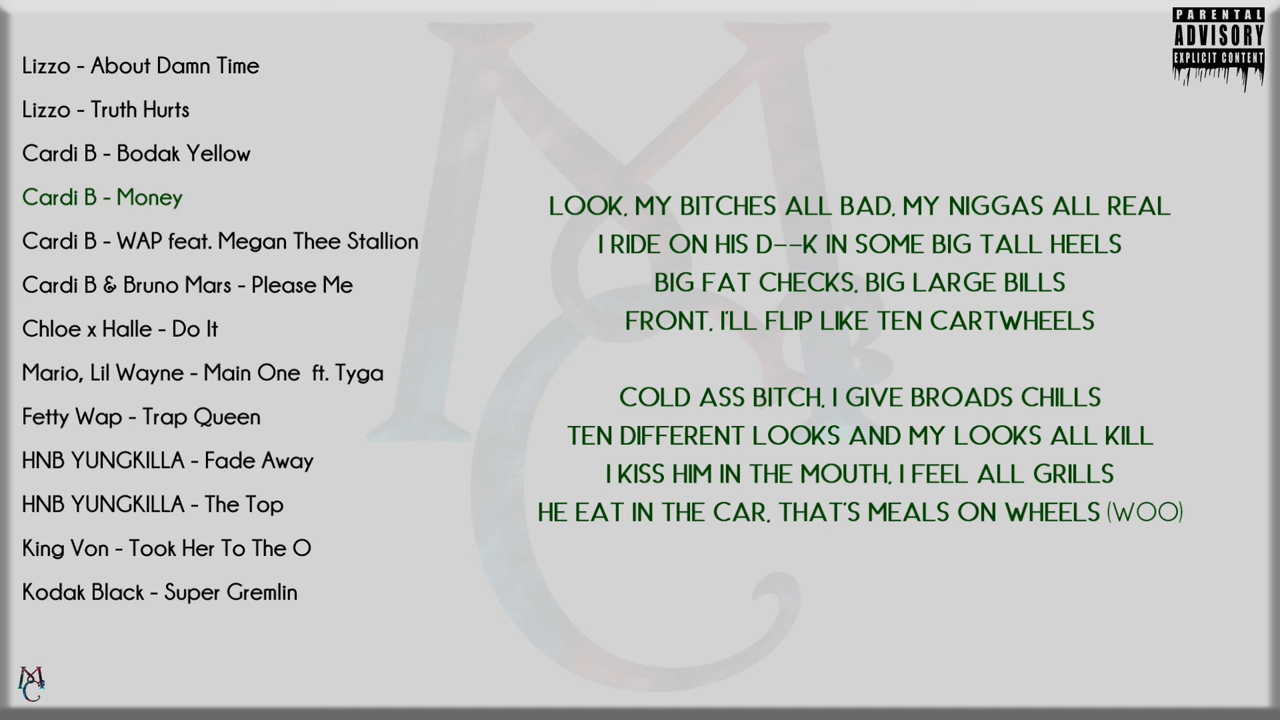 PARENTAL
ADVISORY
EXPLICIT CONTENT
Lizzo - About Damn Time
Lizzo - Truth Hurts
Cardi B - Bodak Yellow
Cardi B - Money
Cardi B - WAP feat. Megan Thee Stallion
Cardi B & Bruno Mars - Please Me
Chloe x Halle - Do It
Mario, Lil Wayne - Main One ft. Tyga
Fetty Wap - Trap Queen
HNB YUNGKILLA - Fade Away
HNB YUNGKILLA - The Top
King Von - Took Her To The O
Kodak Black - Super Gremlin
LOOK, MY BITCHES ALL BAD, MY NIGGAS ALL REAL
I RIDE ON HIS D--K IN SOME BIG TALL HEELS
BIG FAT CHECKS, BIG LARGE BILLS
FRONT, I'LL FLIP LIKE TEN CARTWHEELS
COLD ASS BITCH, I GIVE BROADS CHILLS
TEN DIFFERENT LOOKS AND MY LOOKS ALL KILL
I KISS HIM IN THE MOUTH, I FEEL ALL GRILLS
HE EAT IN THE CAR, THAT'S MEALS ON WHEELS (WOO)